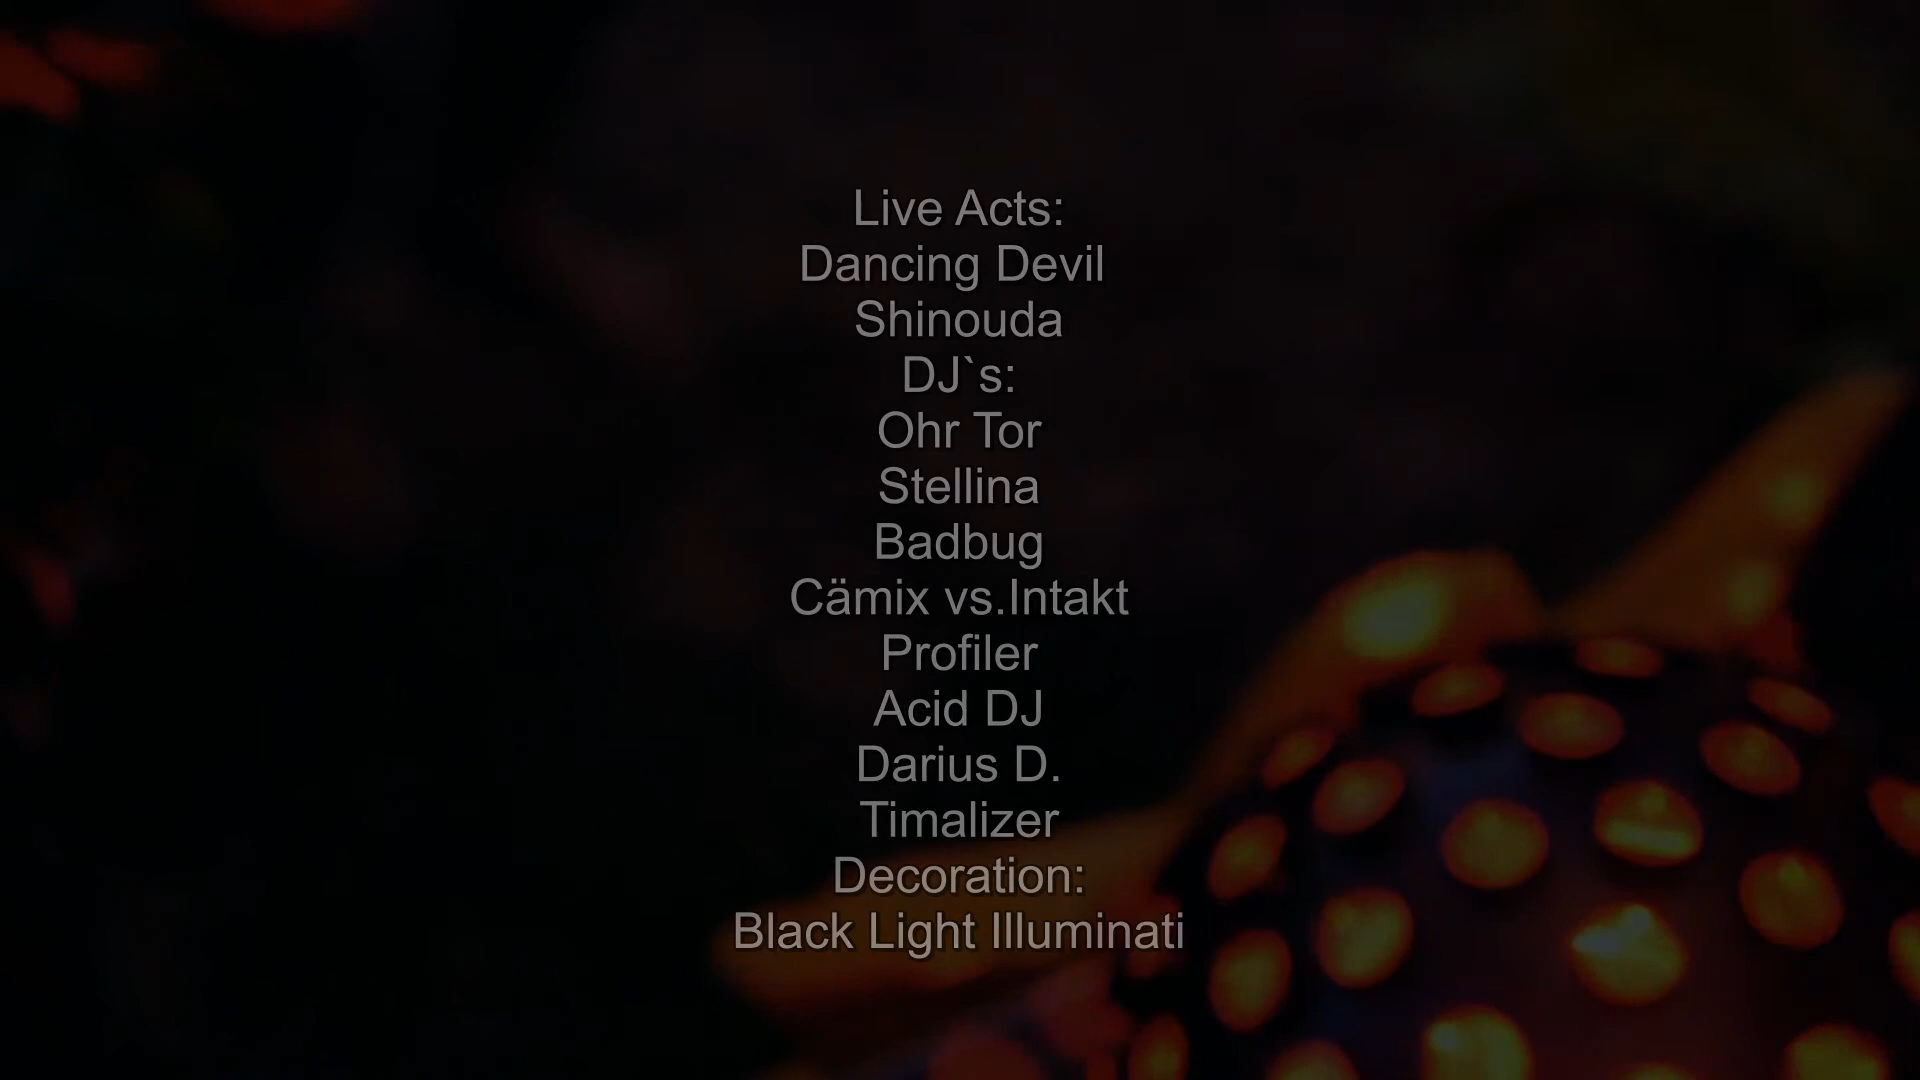 Live Acts:
Dancing Devil
Shinouda
DJ`s:
Ohr Tor
Stellina
Badbug
Cämix vs.Intakt
Profiler
Acid DJ
Darius D.
Timalizer
Decoration:
Black Light Illuminati